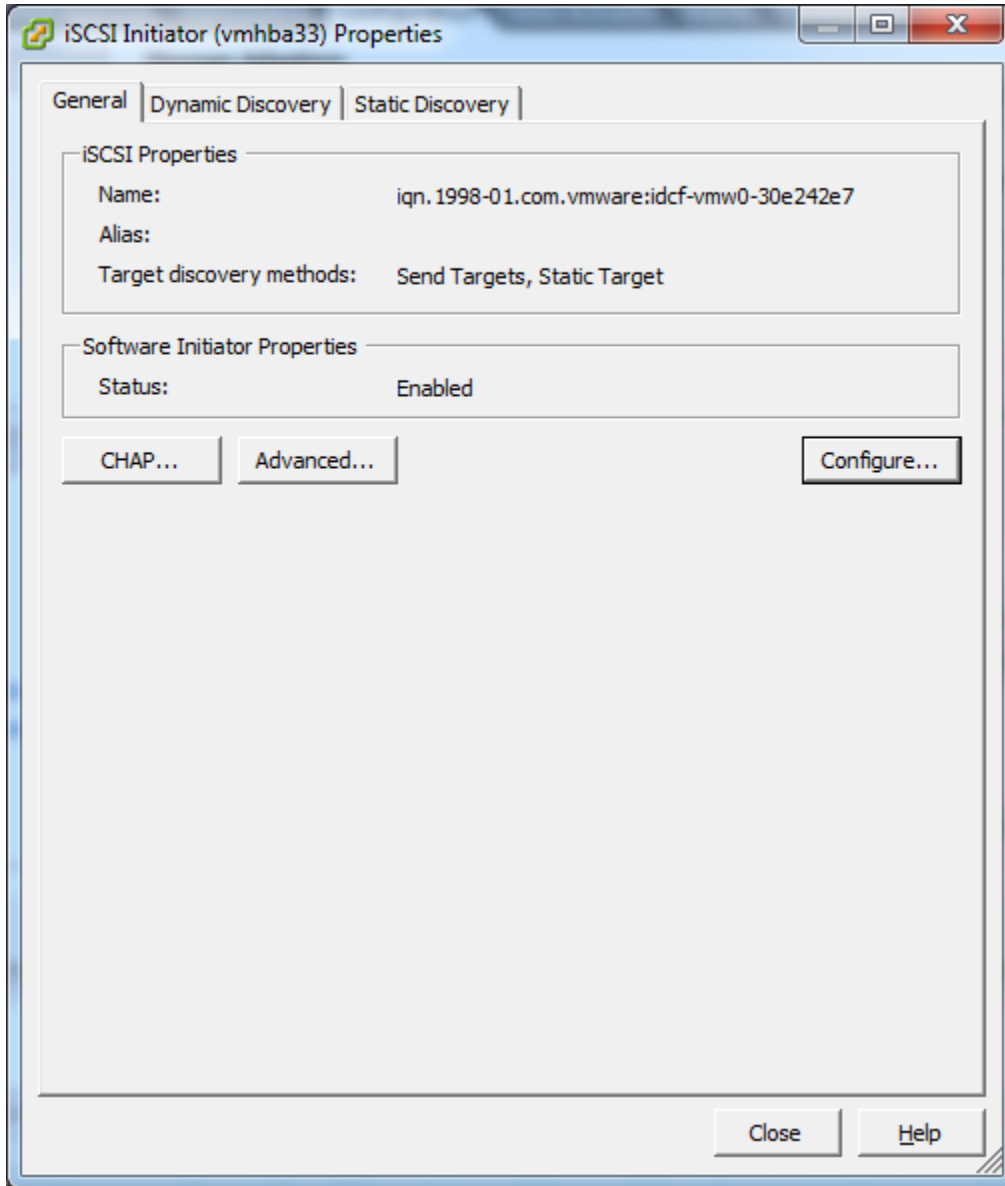 iSCSI Initiator (vmhba33) Properties
General Dynamic Discovery Static Discovery
iSCSI Properties
Name: iqn.1998-01.com.vmware:idcf-vmw0-30e242e7
Alias:
Target discovery methods: Send Targets, Static Target
Software Initiator Properties
Status: Enabled
CHAP... Advanced... Configure...
Close Help